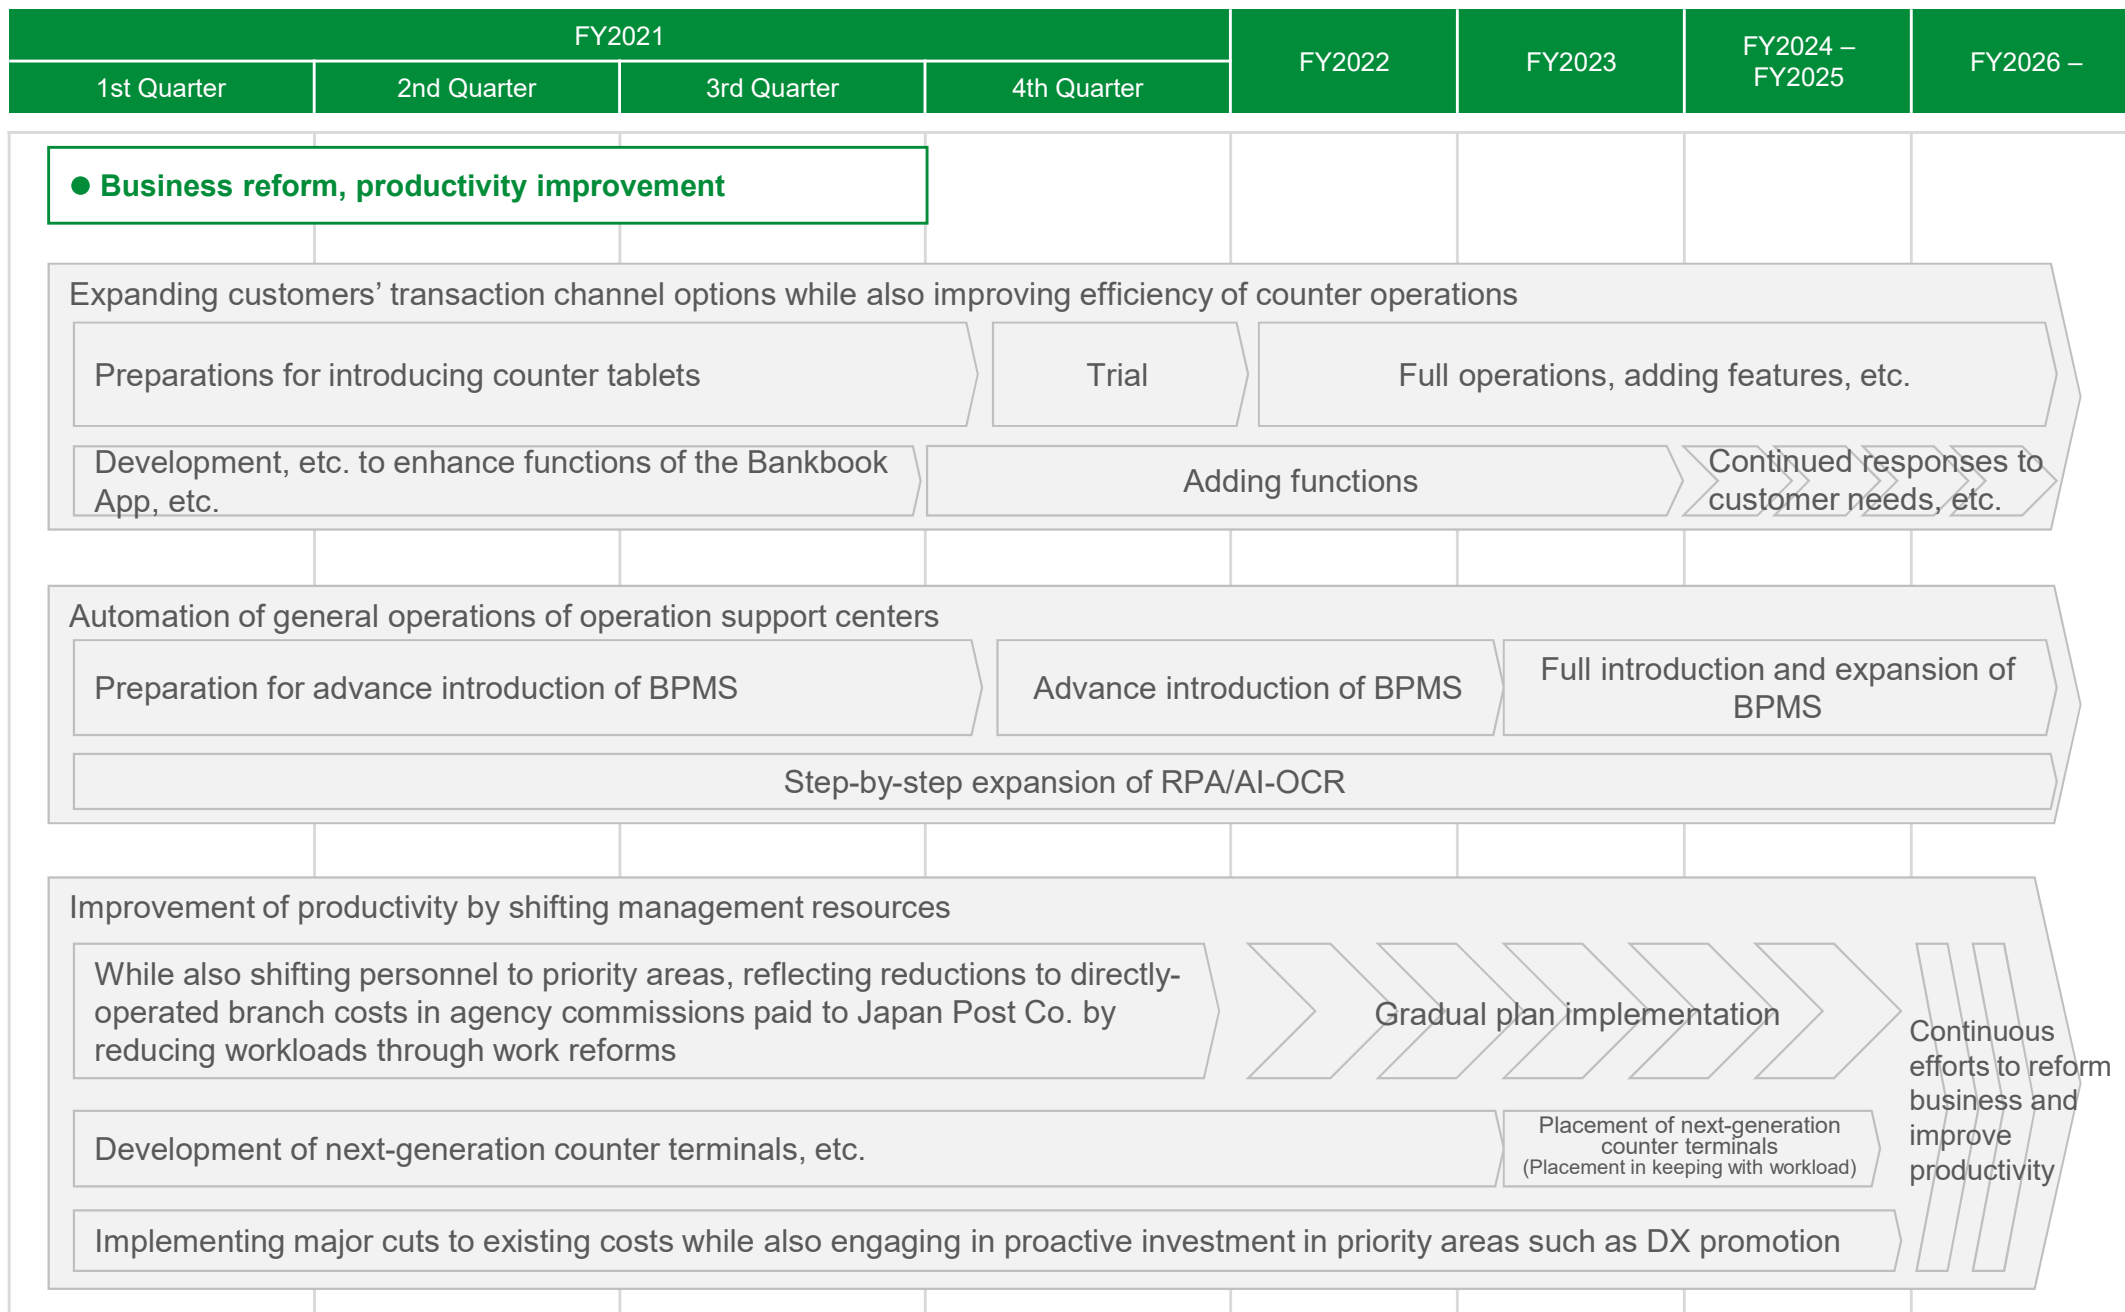 FY2021
FY2022
FY2023
FY2024 –
FY2025
FY2026 –
1st Quarter
2nd Quarter
3rd Quarter
4th Quarter
● Business reform, productivity improvement
Expanding customers’ transaction channel options while also improving efficiency of counter operations
Preparations for introducing counter tablets
Trial
Full operations, adding features, etc.
Development, etc. to enhance functions of the Bankbook
App, etc.
Adding functions
Continued responses to
customer needs, etc.
Automation of general operations of operation support centers
Preparation for advance introduction of BPMS
Advance introduction of BPMS
Full introduction and expansion of
BPMS
Step-by-step expansion of RPA/AI-OCR
Improvement of productivity by shifting management resources
While also shifting personnel to priority areas, reflecting reductions to directly-
operated branch costs in agency commissions paid to Japan Post Co. by
reducing workloads through work reforms
Gradual plan implementation
Continuous
efforts to reform
business and
improve
productivity
Development of next-generation counter terminals, etc.
Placement of next-generation
counter terminals
(Placement in keeping with workload)
Implementing major cuts to existing costs while also engaging in proactive investment in priority areas such as DX promotion